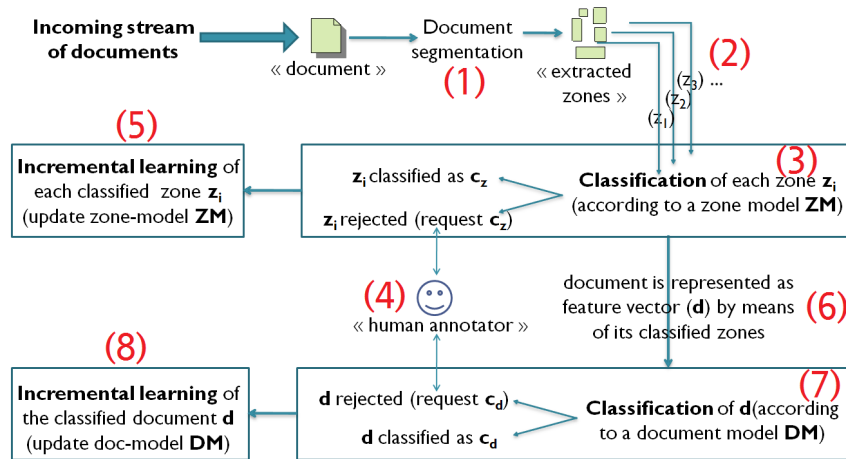 Incoming stream
of documents
« document »
Document
segmentation
(1)
« extracted
zones »
(z1)
(z2)
(z3) ...
(2)
(5)
Incremental learning of
each classified zone zi
(update zone-model ZM)
zi classified as cz
zi rejected (request cz)
(3)
Classification of each zone zi
(according to a zone model ZM)
(4)
« human annotator »
document is represented as
feature vector (d) by means
of its classified zones
(6)
(8)
Incremental learning of
the classified document d
(update doc-model DM)
d rejected (request cd)
d classified as cd
(7)
Classification of d(according
to a document model DM)